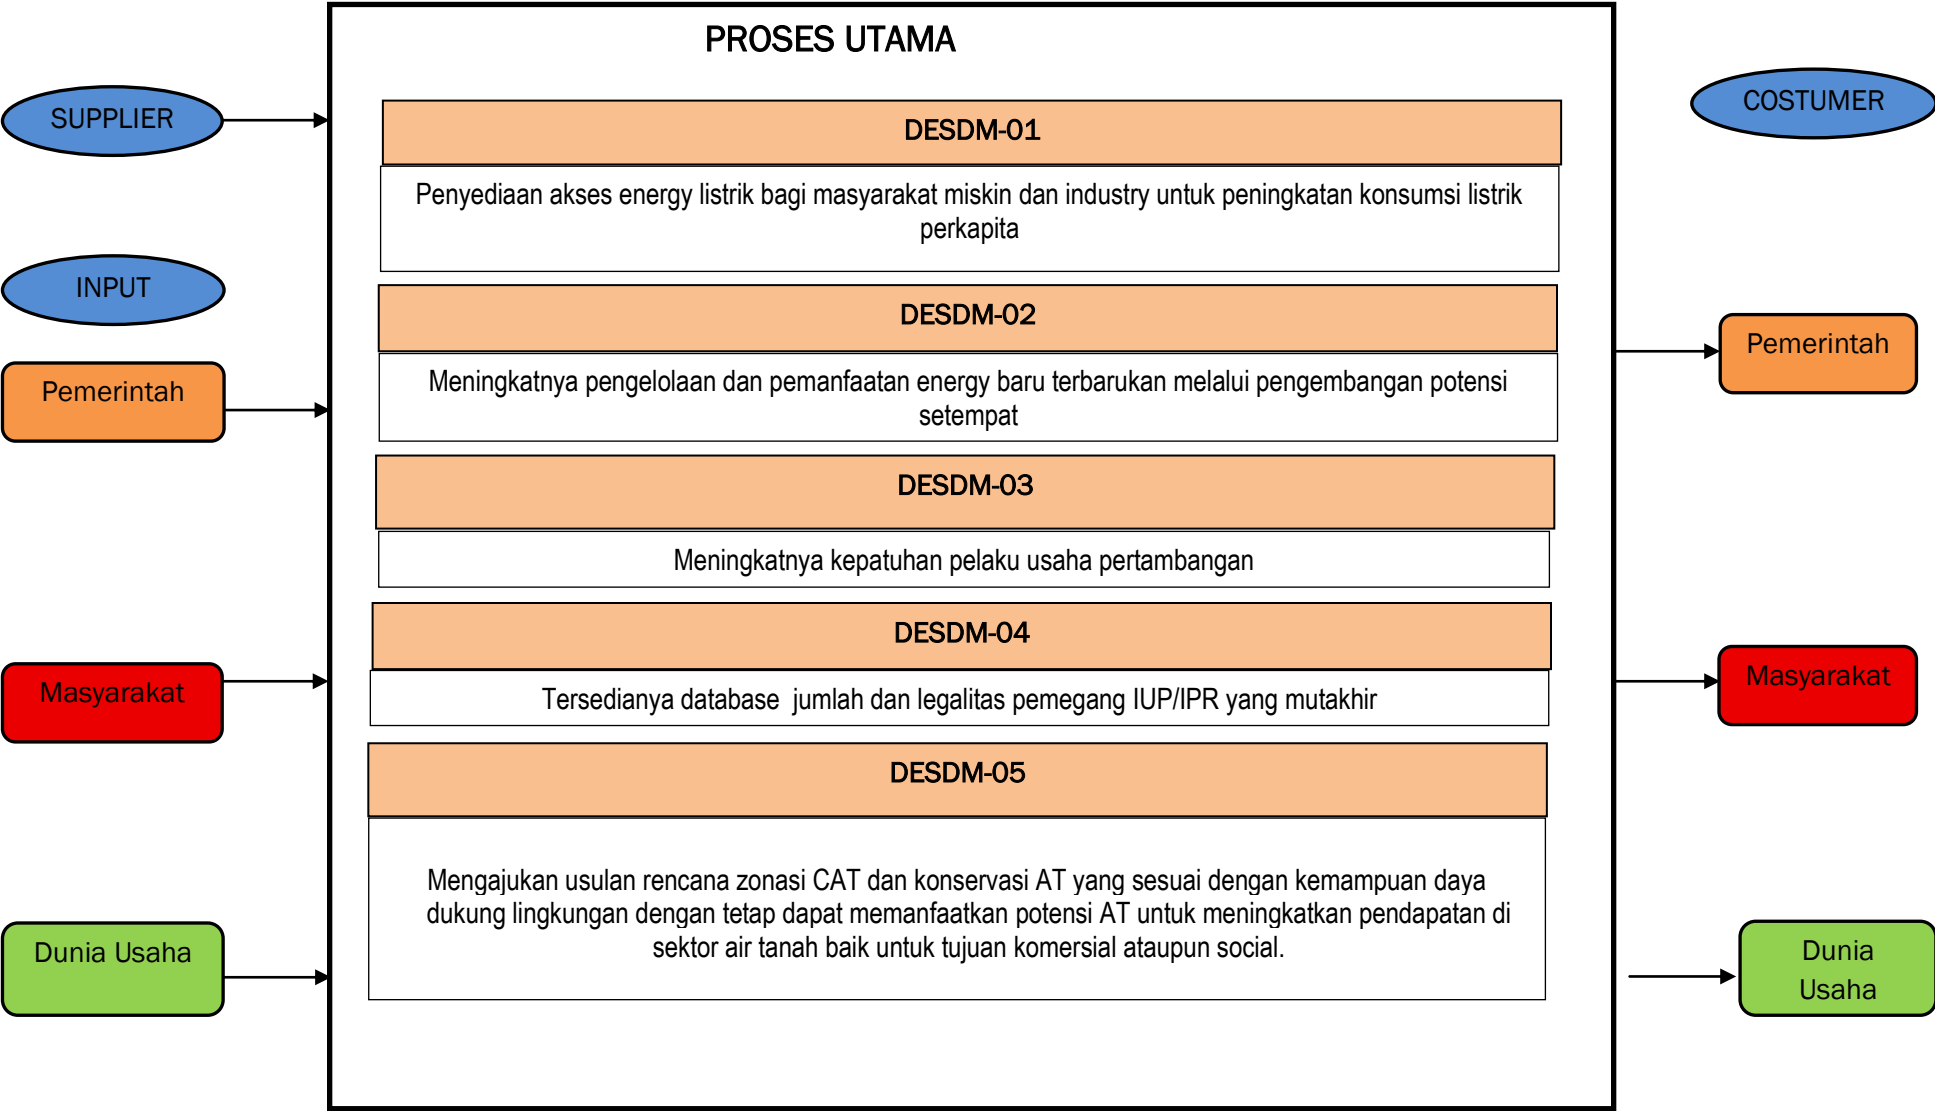 PROSES UTAMA
SUPPLIER
INPUT
Pemerintah
Masyarakat
Dunia Usaha
DESDM-01
Penyediaan akses energy listrik bagi masyarakat miskin dan industry untuk peningkatan konsumsi listrik
perkapita
DESDM-02
Meningkatnya pengelolaan dan pemanfaatan energy baru terbarukan melalui pengembangan potensi
setempat
DESDM-03
Meningkatnya kepatuhan pelaku usaha pertambangan
DESDM-04
Tersedianya database jumlah dan legalitas pemegang IUP/IPR yang mutakhir
DESDM-05
Mengajukan usulan rencana zonasi CAT dan konservasi AT yang sesuai dengan kemampuan daya
dukung lingkungan dengan tetap dapat memanfaatkan potensi AT untuk meningkatkan pendapatan di
sektor air tanah baik untuk tujuan komersial ataupun social.
COSTUMER
Pemerintah
Masyarakat
Dunia
Usaha